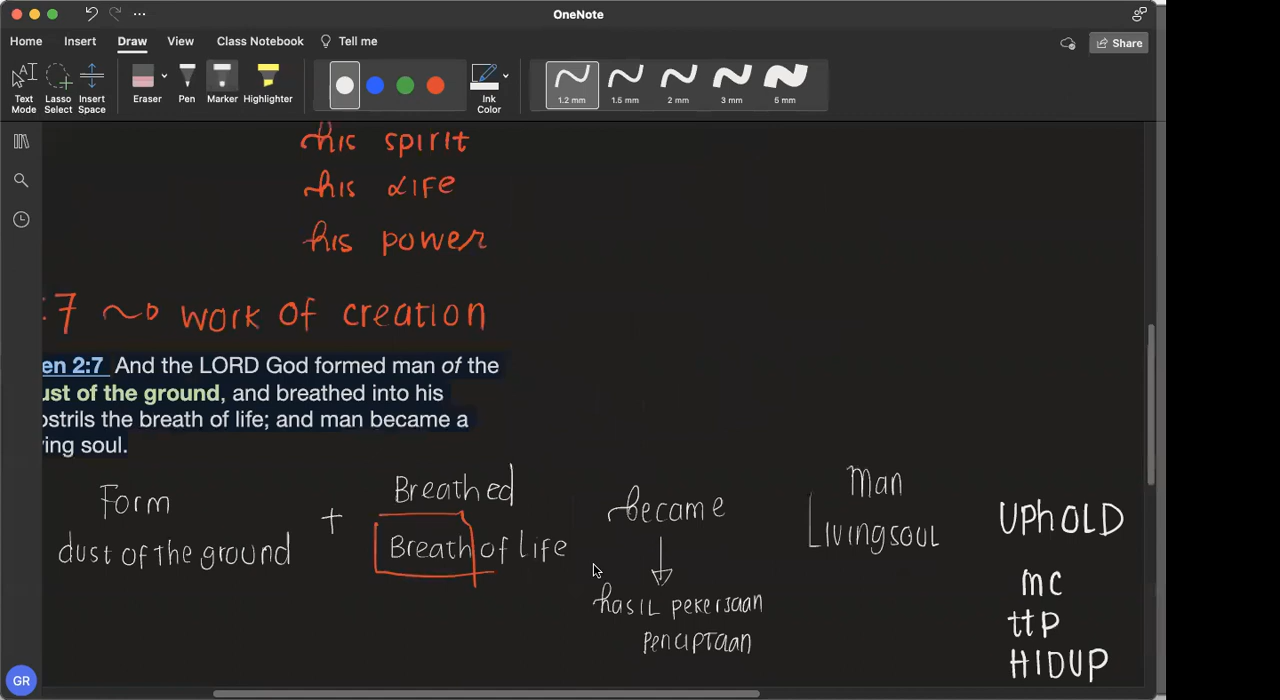 OneNote
Home Insert Draw View Class Notebook Tell me
Share
Text Mode
Lasso Select
Insert Space
Eraser
Pen
Marker
Highlighter
Ink Color
1.2 mm
1.5 mm
2 mm
3 mm
5 mm
his spirit
his LIFE
his power
:7 ~> work of creation
en 2:7 And the LORD God formed man of the
ust of the ground, and breathed into his
ostrils the breath of life; and man became a
ving soul.
Form
dust of the ground
+
Breathed
Breath of life
became
hasil pekerjaan
penciptaan
Man
Living soul
UPhOLD
mc
ttp
HIDUP
GR